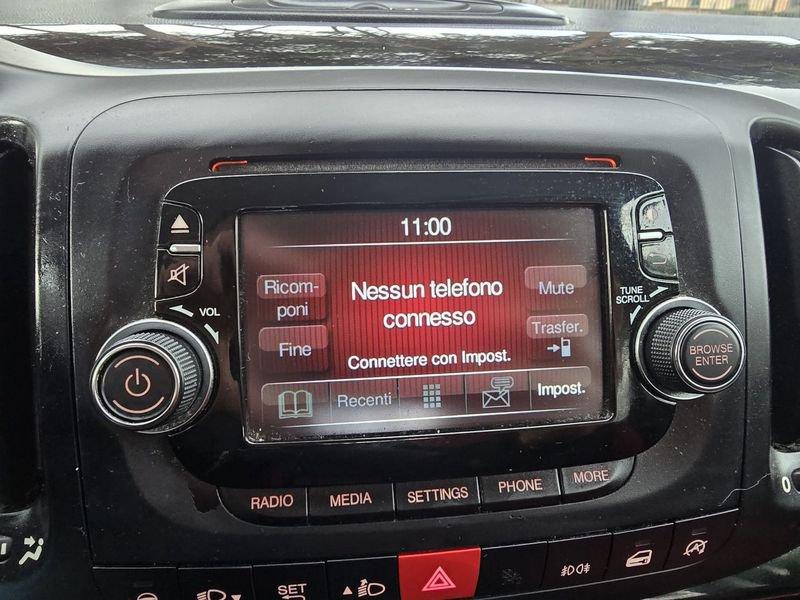 11:00
Ricom-
poni
Nessun telefono
connesso
Mute
Fine
Trasfer.
Connettere con Impost.
Recenti
Impost.
VOL
TUNE
SCROLL
BROWSE
ENTER
RADIO
MEDIA
SETTINGS
PHONE
MORE
SET
0